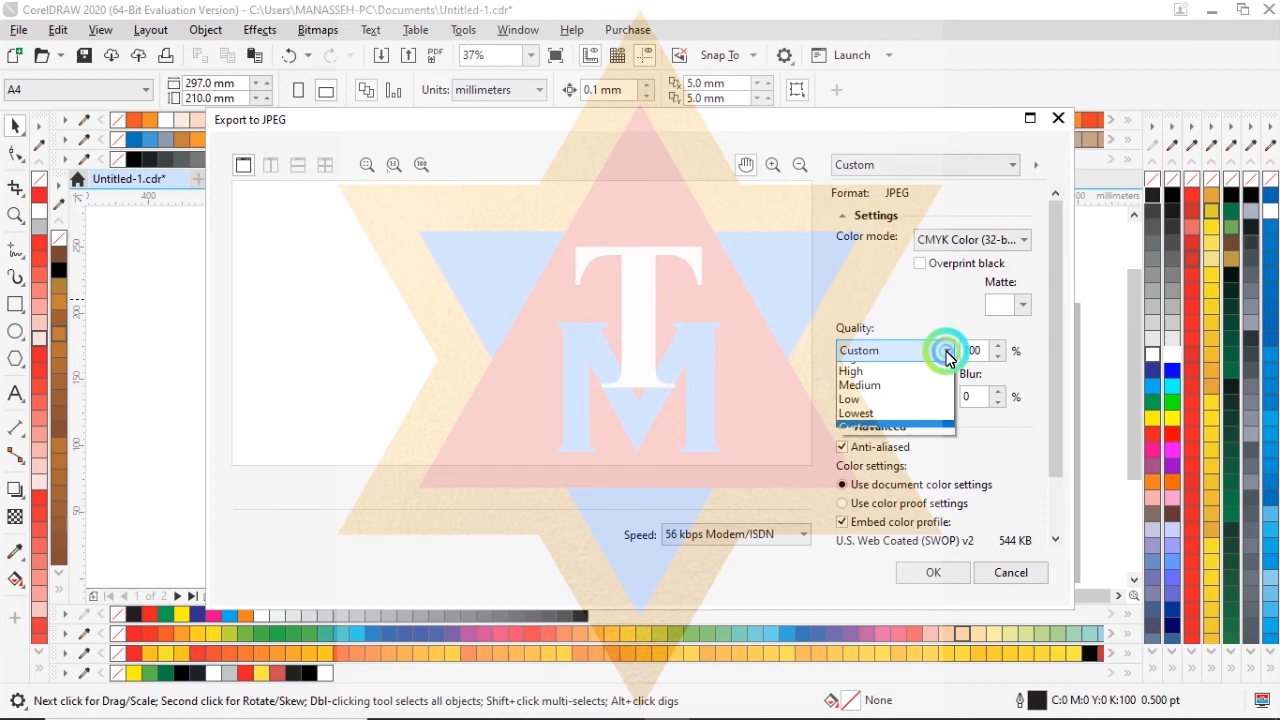 CorelDRAW 2020 (64-Bit Evaluation Version) - C:\Users\MANASSEH-PC\Documents\Untitled-1.cdr*
File Edit View Layout Object Effects Bitmaps Text Table Tools Window Help Purchase
PDF 37% Snap To Launch
A4 297.0 mm 210.0 mm Units: millimeters 0.1 mm 5.0 mm 5.0 mm
Export to JPEG
Untitled-1.cdr*
400
millimeters
Custom
Format: JPEG
Settings
Color mode: CMYK Color (32-b...
Overprint black
Matte:
Quality:
Custom 00 %
High
Medium
Low
Lowest
Blur:
0 %
Advanced
Anti-aliased
Color settings:
Use document color settings
Use color proof settings
Embed color profile:
U.S. Web Coated (SWOP) v2 544 KB
Speed: 56 kbps Modem/ISDN
OK Cancel
TM
1 of 2
Next click for Drag/Scale; Second click for Rotate/Skew; Dbl-clicking tool selects all objects; Shift+click multi-selects; Alt+click digs
None
C:0 M:0 Y:0 K:100 0.500 pt